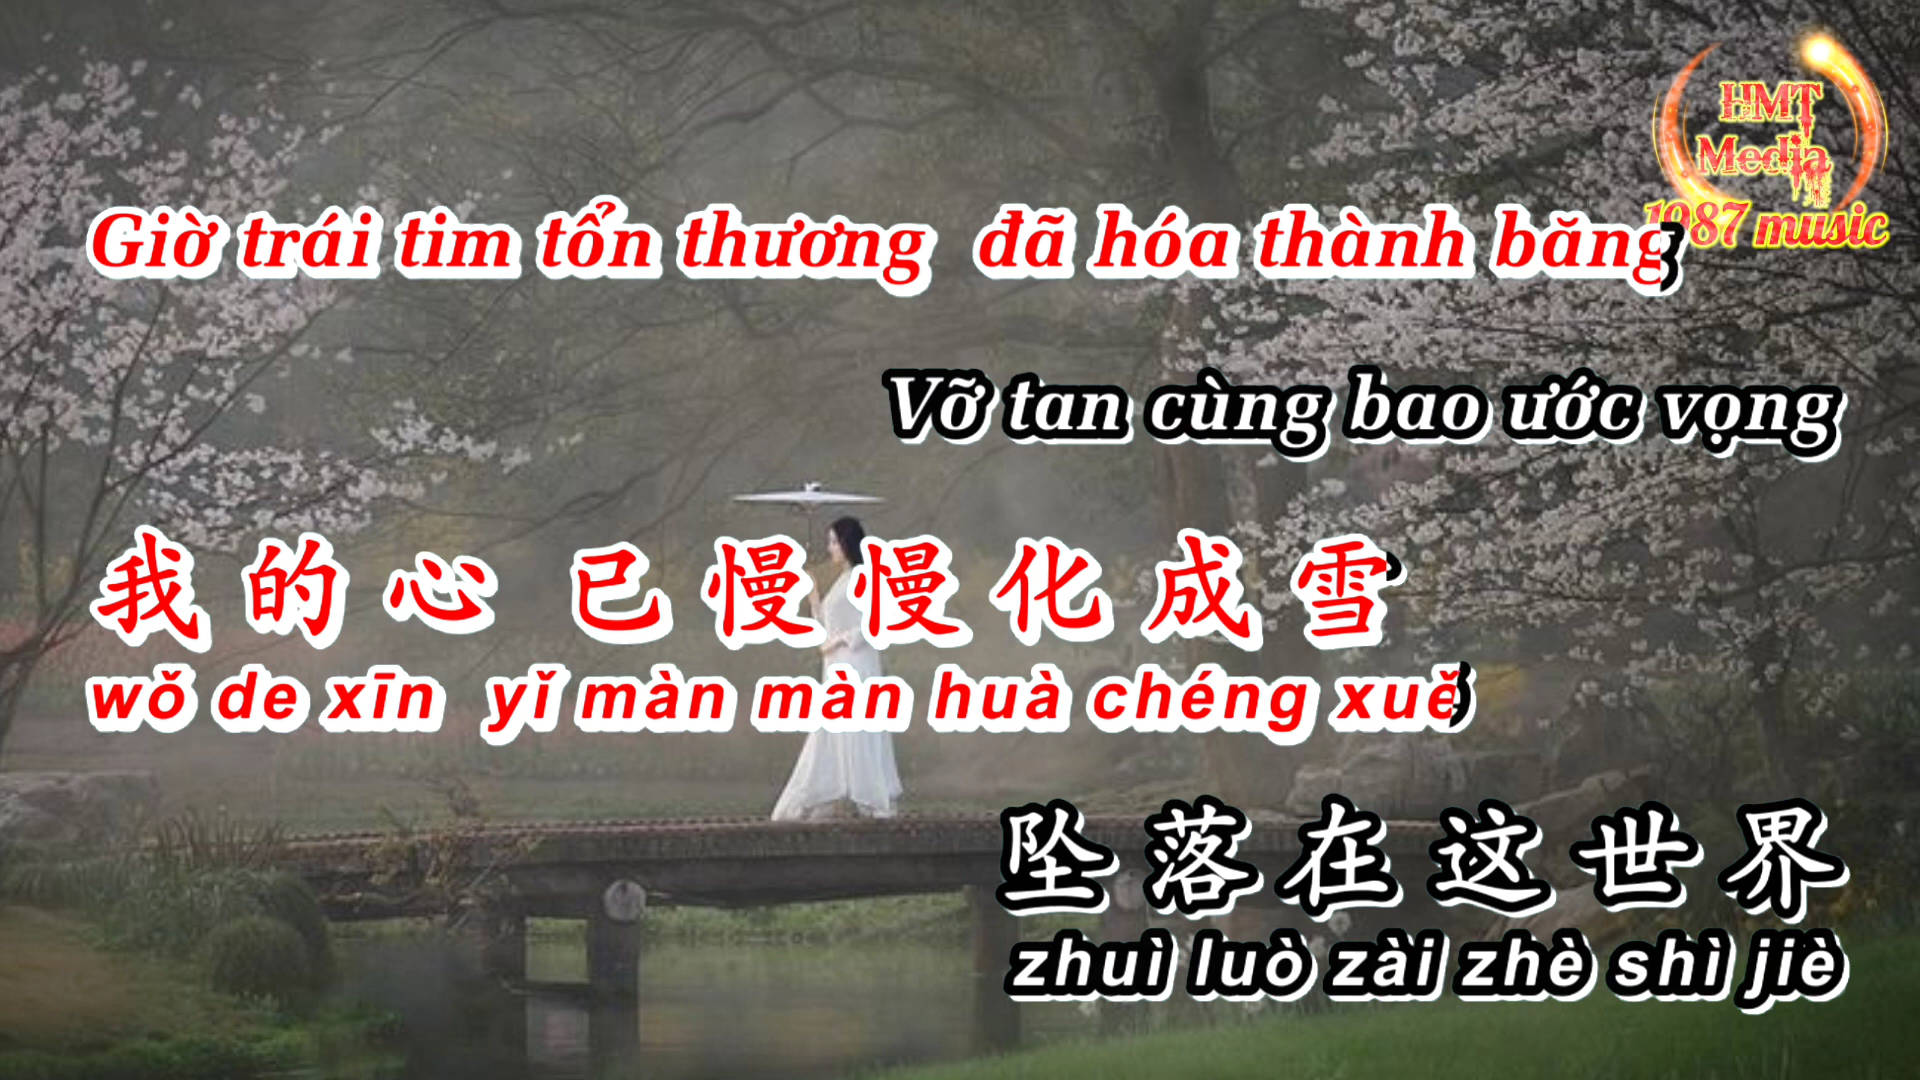 HMT
Media
1987 music
Giờ trái tim tổn thương đã hóa thành băng
Vỡ tan cùng bao ước vọng
我的心 已慢慢化成雪
wǒ de xīn yǐ màn màn huà chéng xuě
坠落在这世界
zhuì luò zài zhè shì jiè